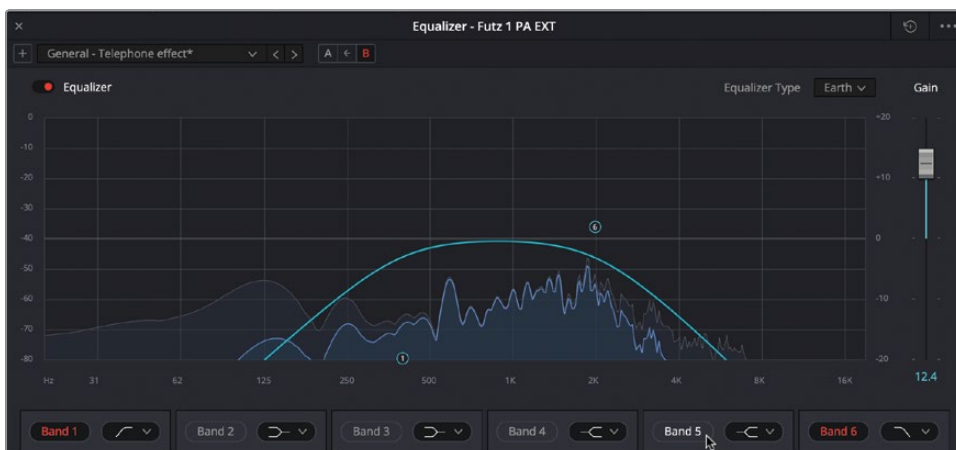 Equalizer - Futz 1 PA EXT
General - Telephone effect* A B
Equalizer Equalizer Type Earth Gain
0 +20
-10
-20 +10
-30
-40 0
-50
-60 -10
-70
-80 -20
6
1
Hz 31 62 125 250 500 1K 2K 4K 8K 16K 12.4
Band 1 Band 2 Band 3 Band 4 Band 5 Band 6